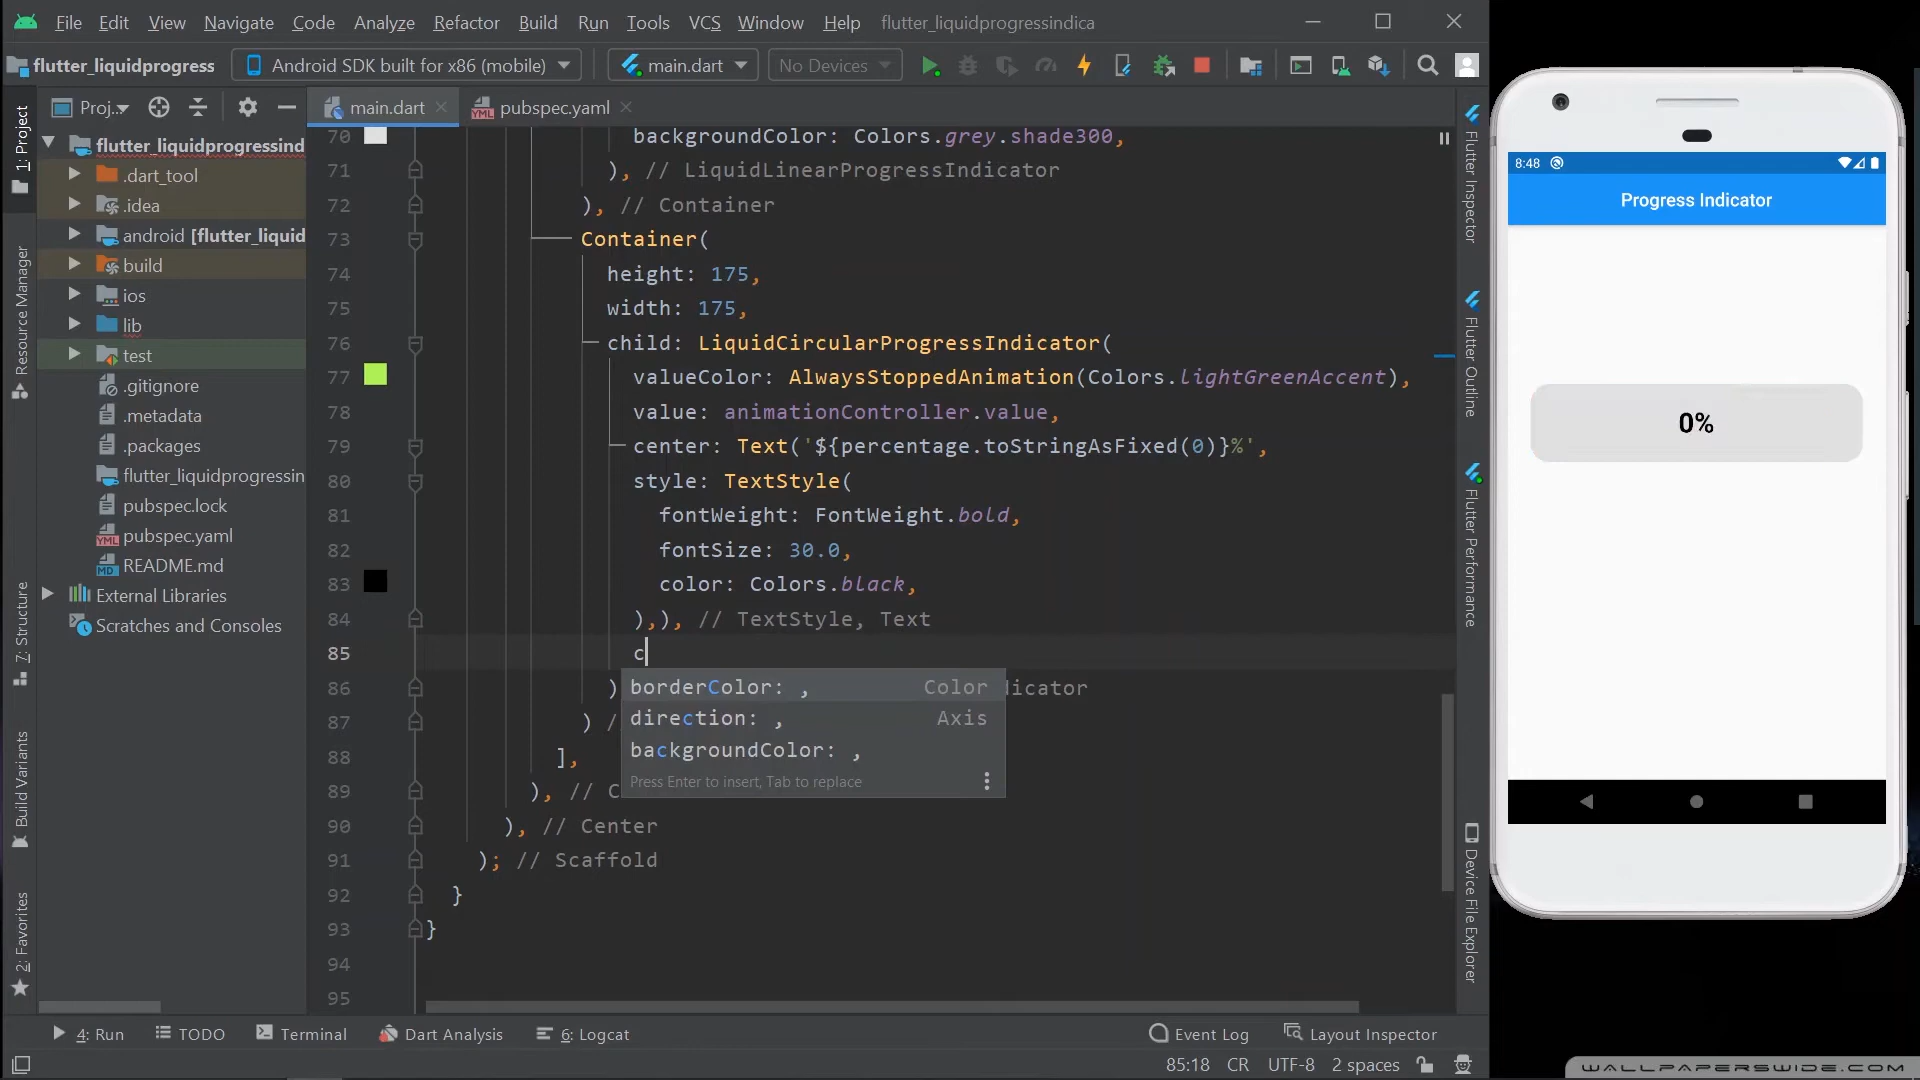 File Edit View Navigate Code Analyze Refactor Build Run Tools VCS Window Help flutter_liquidprogressindica
flutter_liquidprogress Android SDK built for x86 (mobile) main.dart No Devices
1: Project
Resource Manager
7: Structure
Build Variants
2: Favorites
Proj...
flutter_liquidprogressind
.dart_tool
.idea
android [flutter_liquid
build
ios
lib
test
.gitignore
.metadata
.packages
flutter_liquidprogressin
pubspec.lock
pubspec.yaml
README.md
External Libraries
Scratches and Consoles
main.dart pubspec.yaml
70 backgroundColor: Colors.grey.shade300,
71 ), // LiquidLinearProgressIndicator
72 ), // Container
73 Container(
74 height: 175,
75 width: 175,
76 child: LiquidCircularProgressIndicator(
77 valueColor: AlwaysStoppedAnimation(Colors.lightGreenAccent),
78 value: animationController.value,
79 center: Text('${percentage.toStringAsFixed(0)}%',
80 style: TextStyle(
81 fontWeight: FontWeight.bold,
82 fontSize: 30.0,
83 color: Colors.black,
84 ),), // TextStyle, Text
85 c
86 ) dicator
87 ) /
88 ],
89 ), // C
90 ), // Center
91 ); // Scaffold
92 }
93 }
94
95
borderColor: , Color
direction: , Axis
backgroundColor: ,
Press Enter to insert, Tab to replace
Flutter Inspector
Flutter Outline
Flutter Performance
Device File Explorer
4: Run TODO Terminal Dart Analysis 6: Logcat Event Log Layout Inspector
85:18 CR UTF-8 2 spaces
8:48
Progress Indicator
0%
WALLPAPERSWIDE.COM